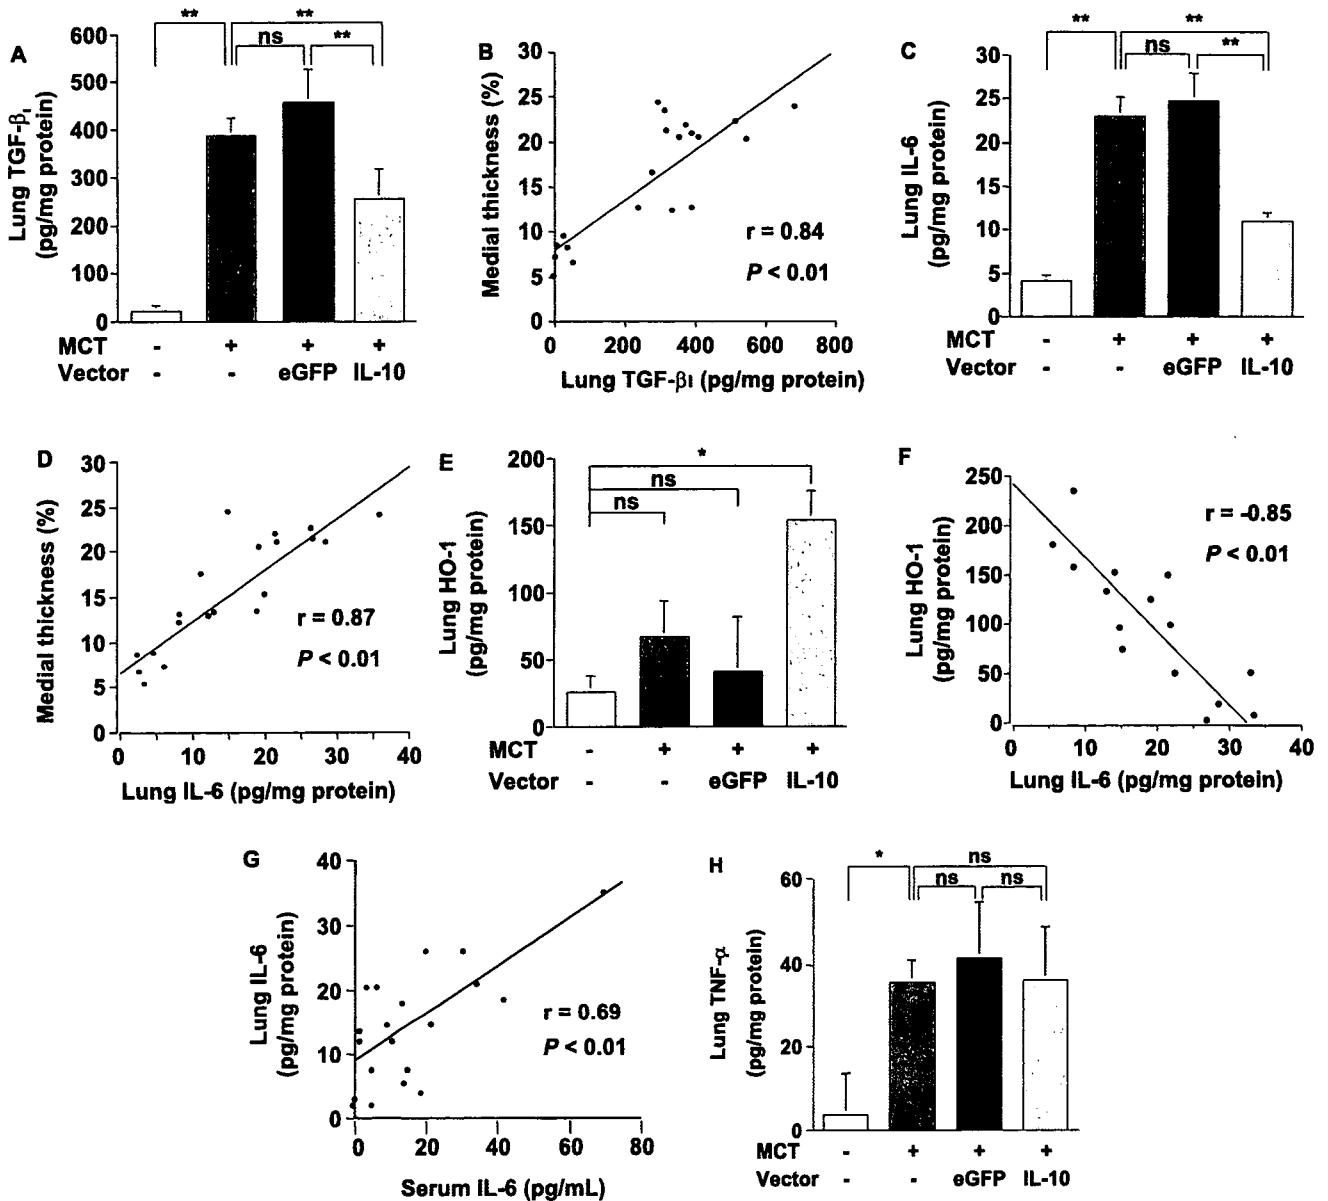 A
Lung TGF-β₁
(pg/mg protein)
600
500
400
300
200
100
0
**
**
ns
**
MCT - + + +
Vector - - eGFP IL-10
B
Medial thickness (%)
30
25
20
15
10
5
0
r = 0.84
P < 0.01
0 200 400 600 800
Lung TGF-βı (pg/mg protein)
C
Lung IL-6
(pg/mg protein)
30
25
20
15
10
5
0
**
**
ns
**
MCT - + + +
Vector - - eGFP IL-10
D
Medial thickness (%)
30
25
20
15
10
5
0
r = 0.87
P < 0.01
0 10 20 30 40
Lung IL-6 (pg/mg protein)
E
Lung HO-1
(pg/mg protein)
200
150
100
50
0
*
ns
ns
MCT - + + +
Vector - - eGFP IL-10
F
Lung HO-1
(pg/mg protein)
250
200
150
100
50
0
r = -0.85
P < 0.01
0 10 20 30 40
Lung IL-6 (pg/mg protein)
G
Lung IL-6
(pg/mg protein)
40
30
20
10
0
r = 0.69
P < 0.01
0 20 40 60 80
Serum IL-6 (pg/mL)
H
Lung TNF-α
(pg/mg protein)
60
40
20
0
*
ns
ns
ns
MCT - + + +
Vector - - eGFP IL-10